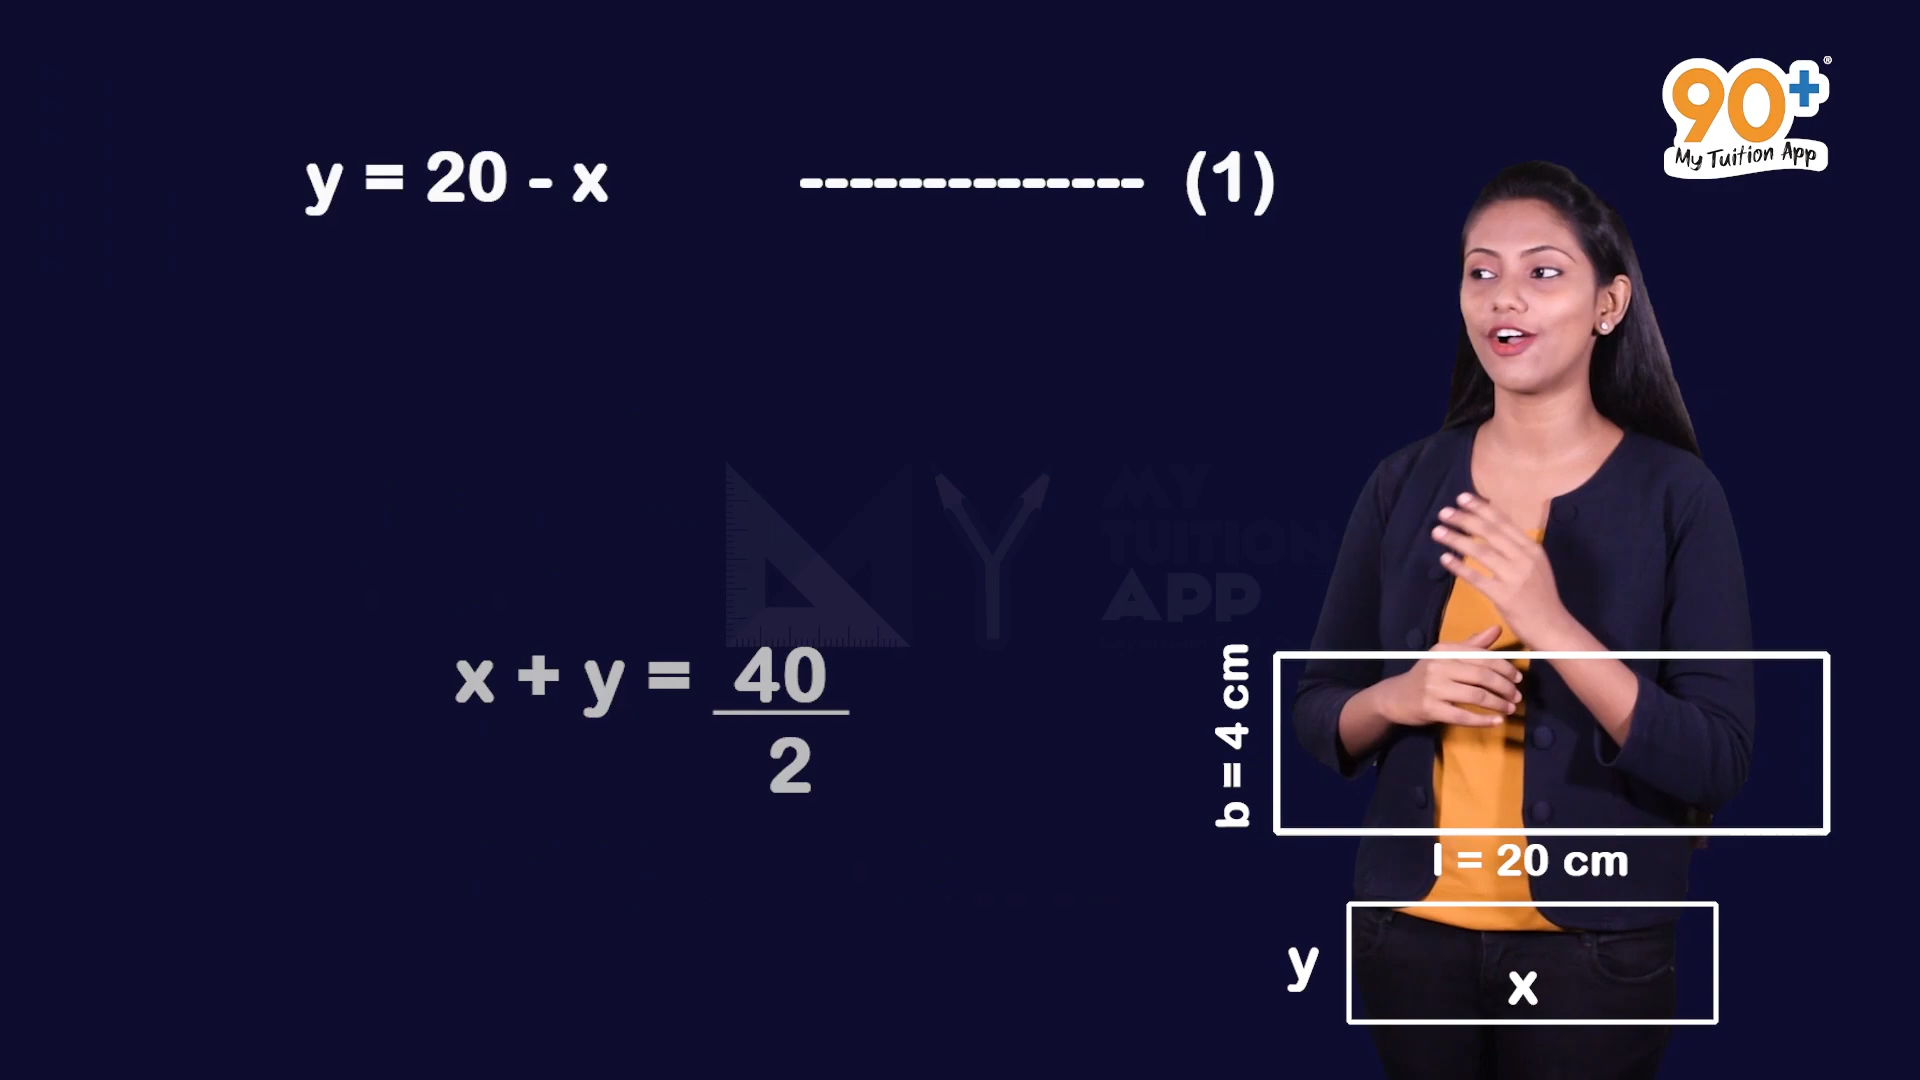 90+
My Tuition App
y = 20 - x -------------- (1)
MY
TUITION
APP
x + y = 40
2
b = 4 cm
l = 20 cm
y
x